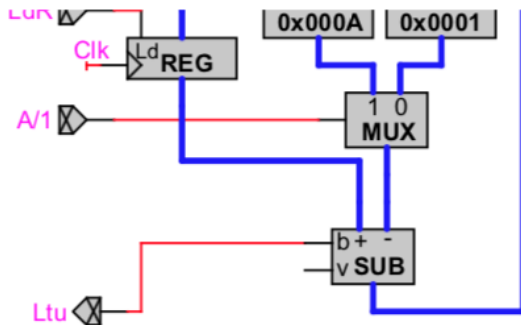 LdR
0x000A
0x0001
Clk
Ld
REG
A/1
1 0
MUX
b + -
v SUB
Ltu